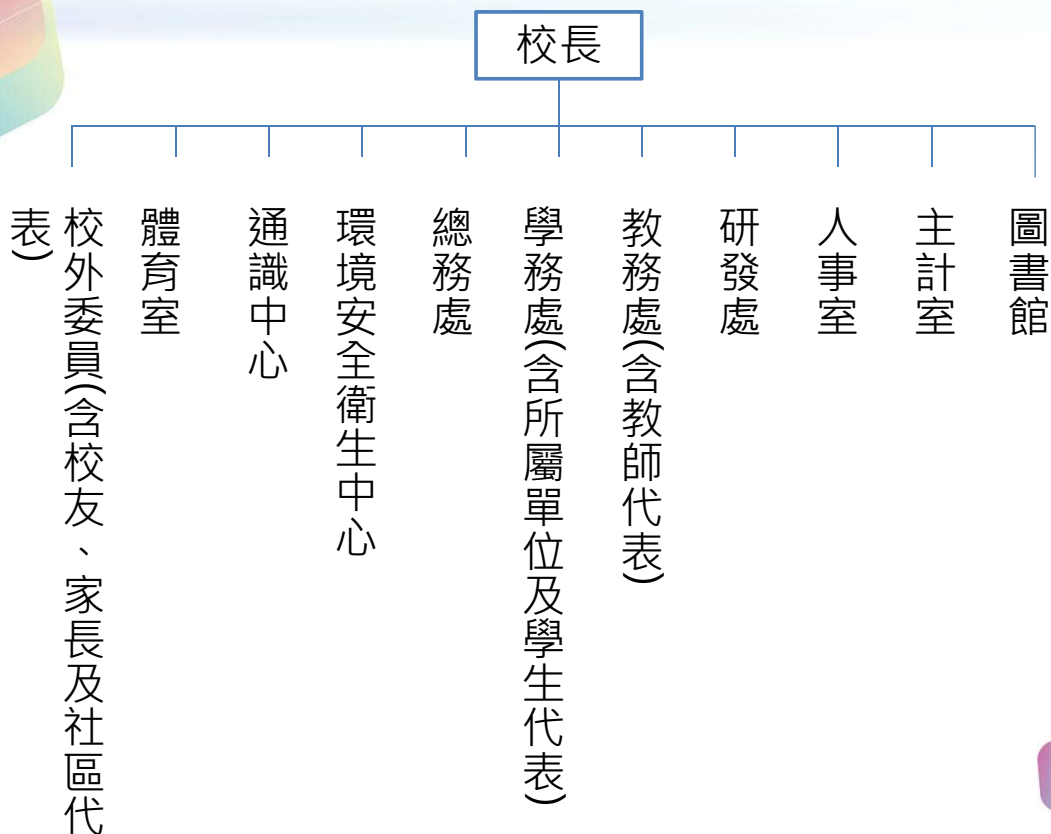 校長
校外委員(含校友、家長及社區代
表)
體育室
通識中心
環境安全衛生中心
總務處
學務處(含所屬單位及學生代表)
教務處(含教師代表)
研發處
人事室
主計室
圖書館